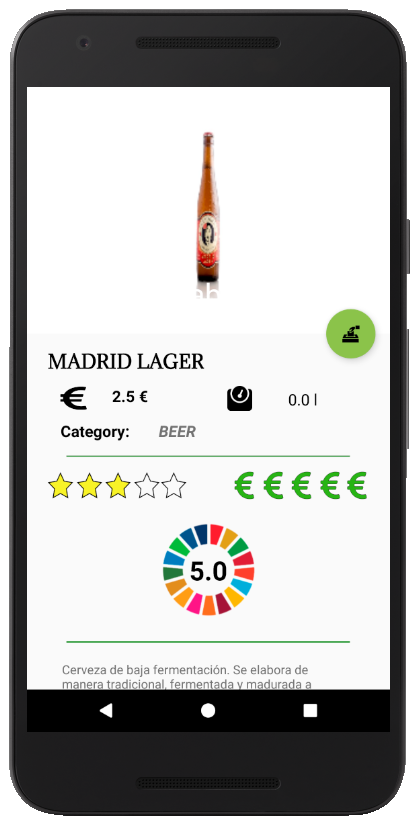 MADRID LAGER
€ 2.5 € 0.0 l
Category: BEER
€ € € € €
5.0
Cerveza de baja fermentación. Se elabora de
manera tradicional, fermentada y madurada a